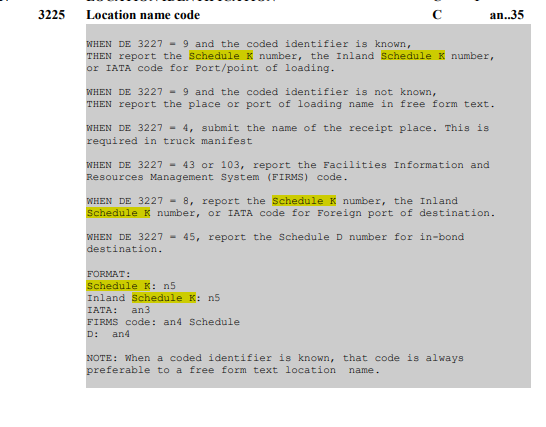 3225 Location name code C an..35
WHEN DE 3227 = 9 and the coded identifier is known,
THEN report the Schedule K number, the Inland Schedule K number,
or IATA code for Port/point of loading.
WHEN DE 3227 = 9 and the coded identifier is not known,
THEN report the place or port of loading name in free form text.
WHEN DE 3227 = 4, submit the name of the receipt place. This is
required in truck manifest
WHEN DE 3227 = 43 or 103, report the Facilities Information and
Resources Management System (FIRMS) code.
WHEN DE 3227 = 8, report the Schedule K number, the Inland
Schedule K number, or IATA code for Foreign port of destination.
WHEN DE 3227 = 45, report the Schedule D number for in-bond
destination.
FORMAT:
Schedule K: n5
Inland Schedule K: n5
IATA: an3
FIRMS code: an4 Schedule
D: an4
NOTE: When a coded identifier is known, that code is always
preferable to a free form text location name.